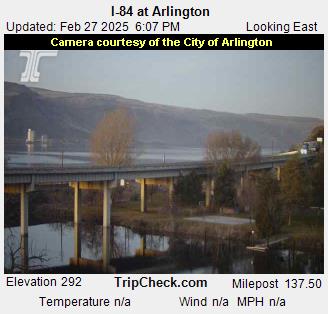 I-84 at Arlington
Updated: Feb 27 2025 6:07 PM Looking East
Camera courtesy of the City of Arlington
Elevation 292 TripCheck.com Milepost 137.50
Temperature n/a Wind n/a MPH n/a